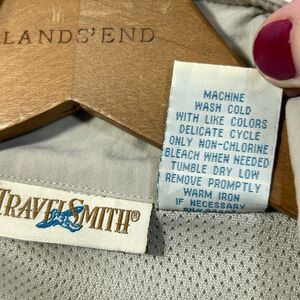 LANDS' END
MACHINE
WASH COLD
WITH LIKE COLORS
DELICATE CYCLE
ONLY NON-CHLORINE
BLEACH WHEN NEEDED
TUMBLE DRY LOW
REMOVE PROMPTLY
WARM IRON
IF NECESSARY
TRAVELSMITH®